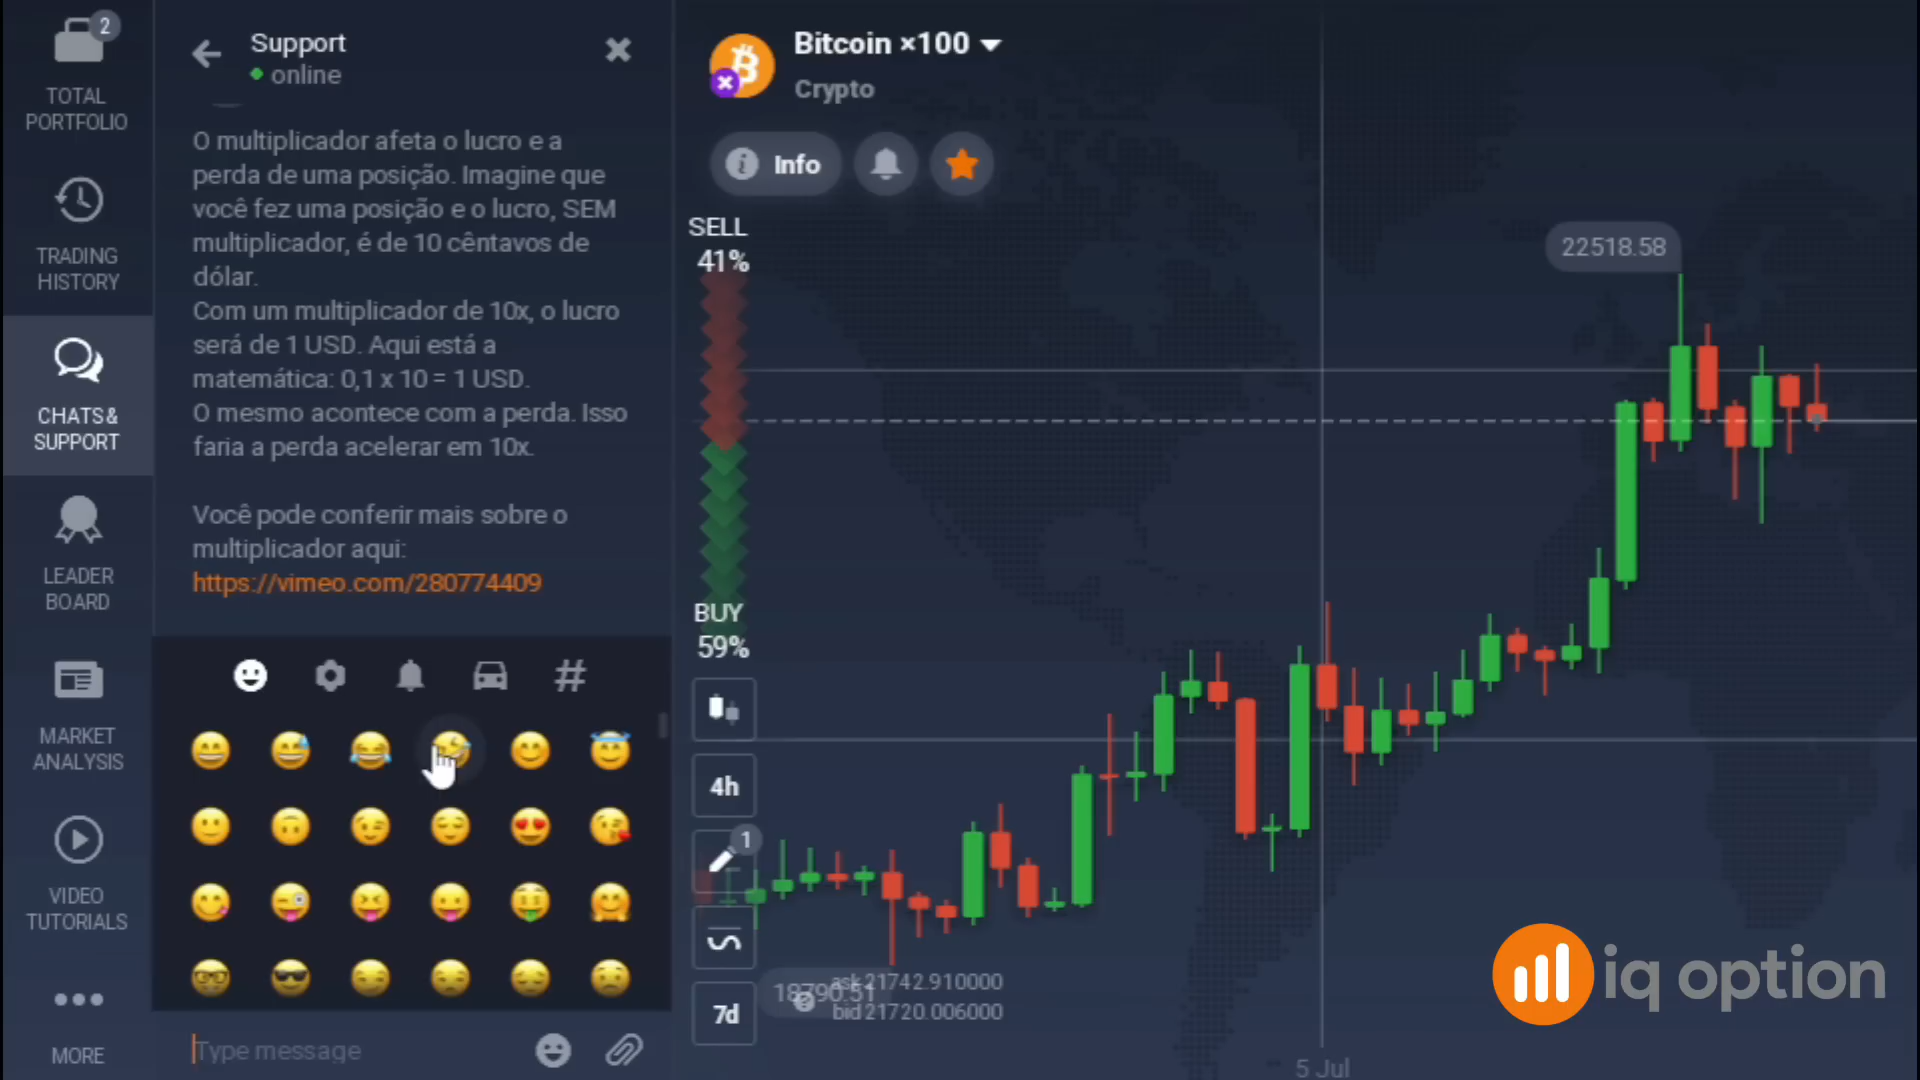 2
TOTAL
PORTFOLIO
TRADING
HISTORY
CHATS &
SUPPORT
LEADER
BOARD
MARKET
ANALYSIS
VIDEO
TUTORIALS
MORE
Support
online
O multiplicador afeta o lucro e a
perda de uma posição. Imagine que
você fez uma posição e o lucro, SEM
multiplicador, é de 10 cêntavos de
dólar.
Com um multiplicador de 10x, o lucro
será de 1 USD. Aqui está a
matemática: 0,1 x 10 = 1 USD.
O mesmo acontece com a perda. Isso
faria a perda acelerar em 10x.
Você pode conferir mais sobre o
multiplicador aqui:
https://vimeo.com/280774409
#
Type message
Bitcoin ×100
Crypto
Info
SELL
41%
BUY
59%
4h
1
7d
22518.58
18790.51
ask 21742.910000
bid 21720.006000
5 Jul
iq option